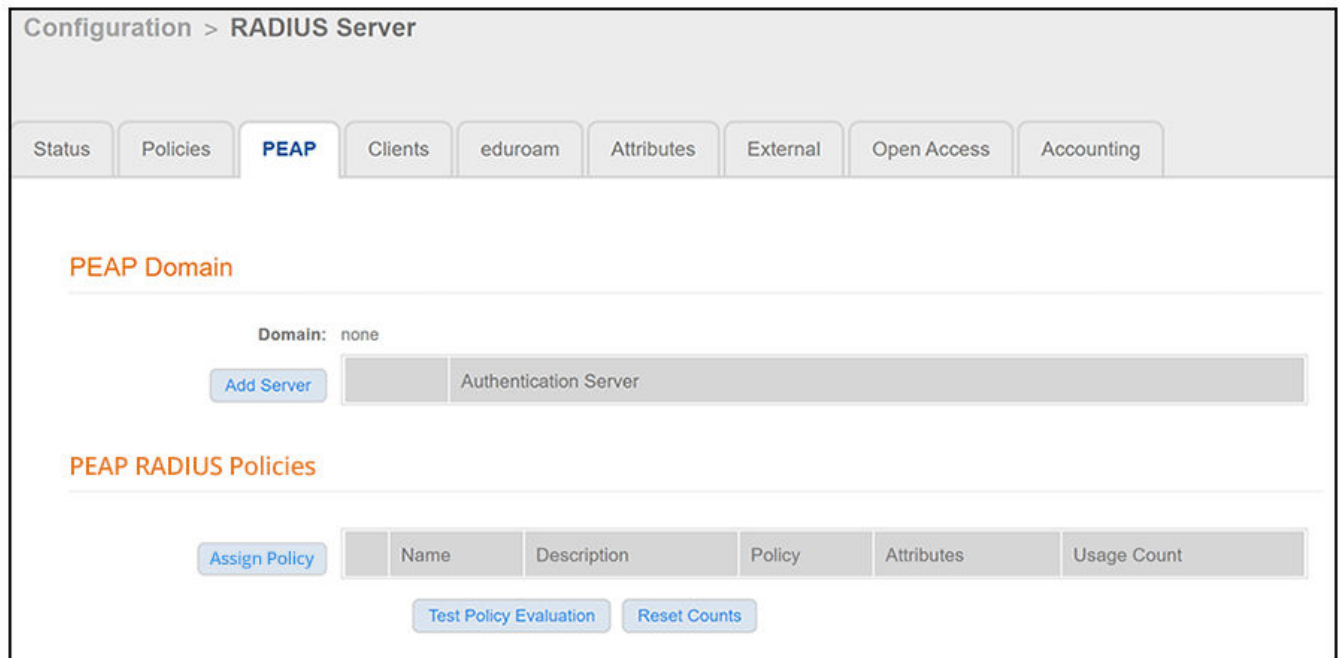 Configuration > RADIUS Server
Status Policies PEAP Clients eduroam Attributes External Open Access Accounting
PEAP Domain
Domain: none
Add Server Authentication Server
PEAP RADIUS Policies
Assign Policy Name Description Policy Attributes Usage Count
Test Policy Evaluation Reset Counts